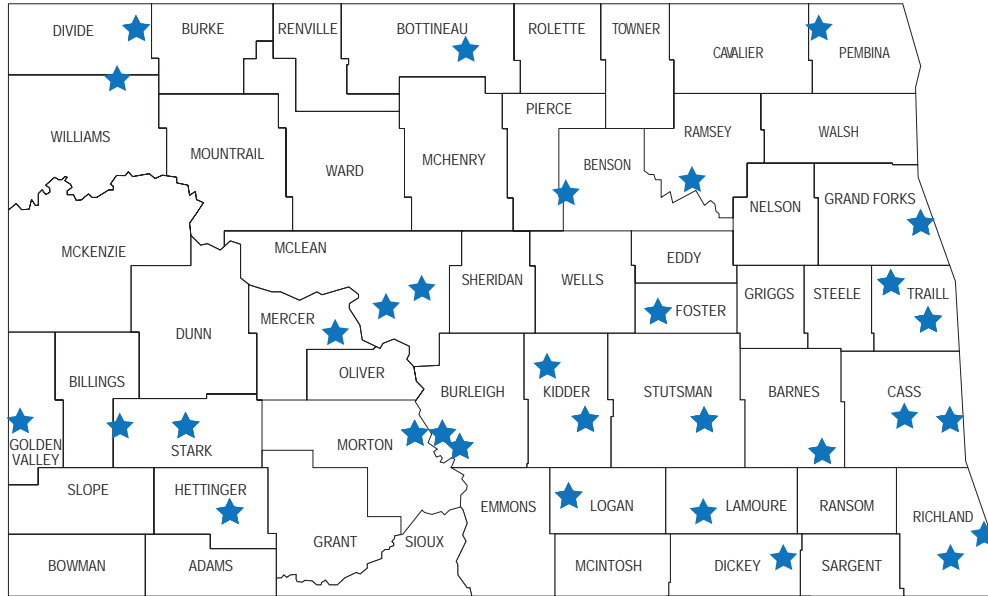 DIVIDE
BURKE
RENVILLE
BOTTINEAU
ROLETTE
TOWNER
CAVALIER
PEMBINA
PIERCE
WILLIAMS
MOUNTRAIL
WARD
MCHENRY
BENSON
RAMSEY
WALSH
NELSON
GRAND FORKS
MCKENZIE
MCLEAN
SHERIDAN
WELLS
EDDY
FOSTER
GRIGGS
STEELE
TRAILL
DUNN
MERCER
OLIVER
BILLINGS
BURLEIGH
KIDDER
STUTSMAN
BARNES
CASS
GOLDEN
VALLEY
STARK
MORTON
SLOPE
HETTINGER
EMMONS
LOGAN
LAMOURE
RANSOM
RICHLAND
GRANT
SIOUX
BOWMAN
ADAMS
MCINTOSH
DICKEY
SARGENT